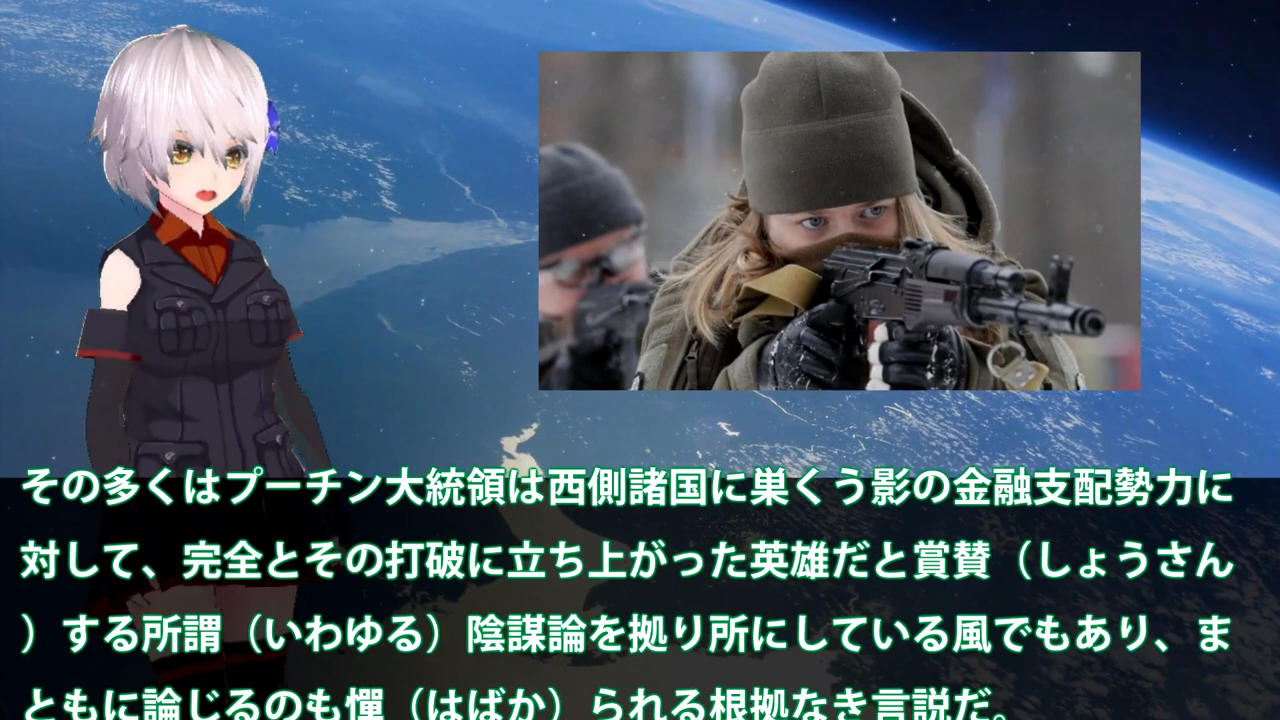 その多くはプーチン大統領は西側諸国に巣くう影の金融支配勢力に
対して、完全とその打破に立ち上がった英雄だと賞賛（しょうさん
）する所謂（いわゆる）陰謀論を拠り所にしている風でもあり、ま
ともに論じるのも憚（はばか）られる根拠なき言説だ。